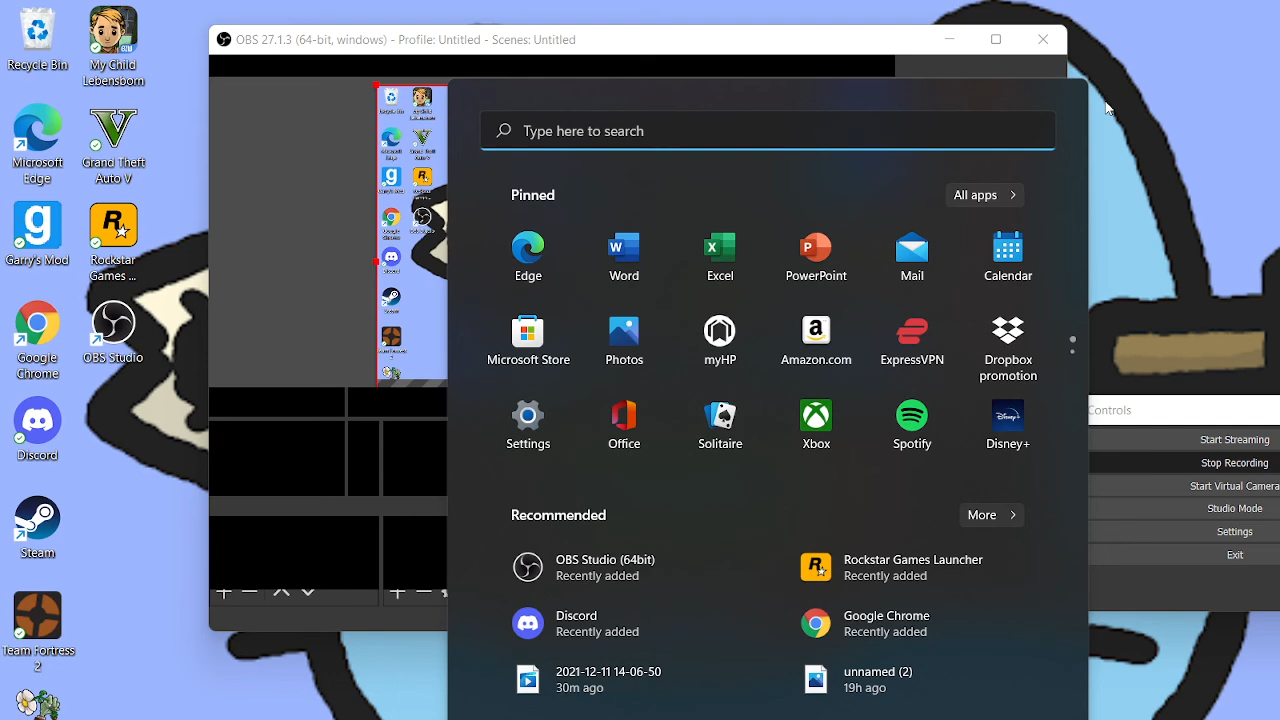 Recycle Bin
My Child
Lebensborn
Microsoft
Edge
Grand Theft
Auto V
Garry's Mod
Rockstar
Games ...
Google
Chrome
OBS Studio
Discord
Steam
Team Fortress
2
OBS 27.1.3 (64-bit, windows) - Profile: Untitled - Scenes: Untitled
Type here to search
Pinned
All apps
Edge
Word
Excel
PowerPoint
Mail
Calendar
Microsoft Store
Photos
myHP
Amazon.com
ExpressVPN
Dropbox
promotion
Settings
Office
Solitaire
Xbox
Spotify
Disney+
Recommended
More
OBS Studio (64bit)
Recently added
Rockstar Games Launcher
Recently added
Discord
Recently added
Google Chrome
Recently added
2021-12-11 14-06-50
30m ago
unnamed (2)
19h ago
Controls
Start Streaming
Stop Recording
Start Virtual Camera
Studio Mode
Settings
Exit